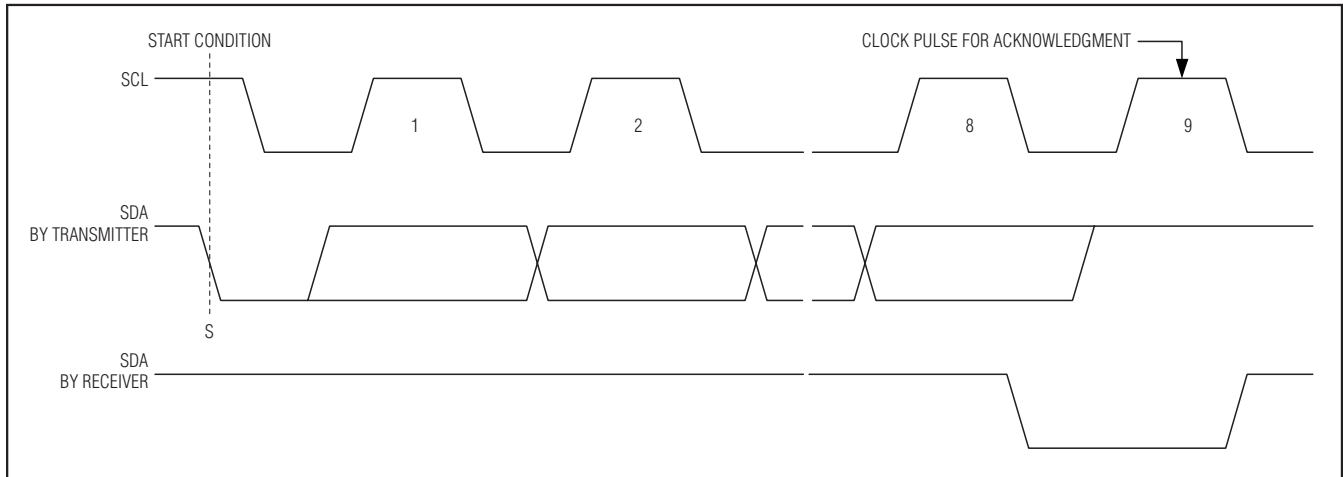 START CONDITION
CLOCK PULSE FOR ACKNOWLEDGMENT
SCL
1
2
8
9
SDA
BY TRANSMITTER
S
SDA
BY RECEIVER